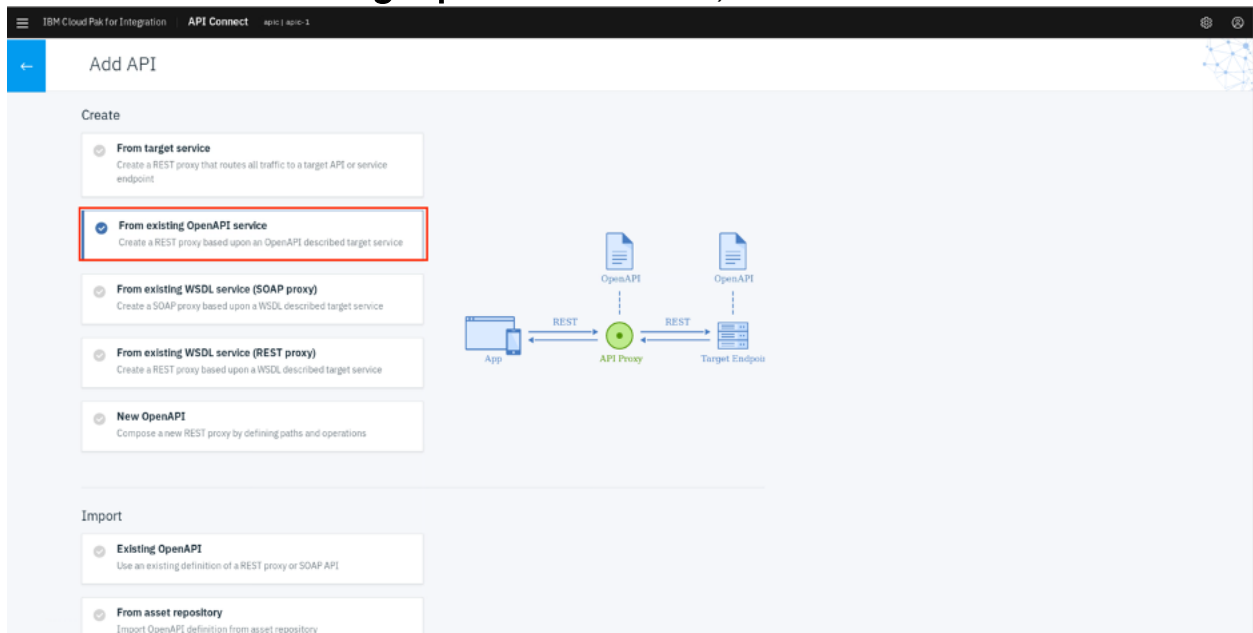 IBM Cloud Pak for Integration | API Connect apic | apic-1
Add API
Create
From target service
Create a REST proxy that routes all traffic to a target API or service
endpoint
From existing OpenAPI service
Create a REST proxy based upon an OpenAPI described target service
From existing WSDL service (SOAP proxy)
Create a SOAP proxy based upon a WSDL described target service
From existing WSDL service (REST proxy)
Create a REST proxy based upon a WSDL described target service
New OpenAPI
Compose a new REST proxy by defining paths and operations
OpenAPI OpenAPI
REST REST
App API Proxy Target Endpoi
Import
Existing OpenAPI
Use an existing definition of a REST proxy or SOAP API
From asset repository
Import OpenAPI definition from asset repository